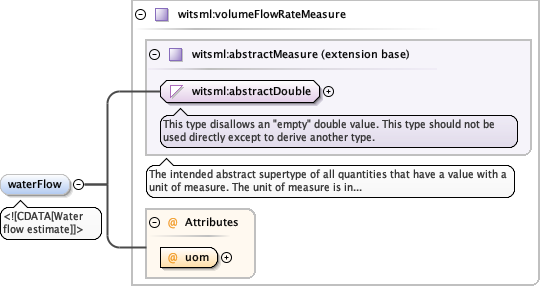 witsml:volumeFlowRateMeasure
witsml:abstractMeasure (extension base)
witsml:abstractDouble
This type disallows an "empty" double value. This type should not be
used directly except to derive another type.
The intended abstract supertype of all quantities that have a value with a
unit of measure. The unit of measure is in...
waterFlow
<![CDATA[Water
flow estimate]]>
@ Attributes
@ uom